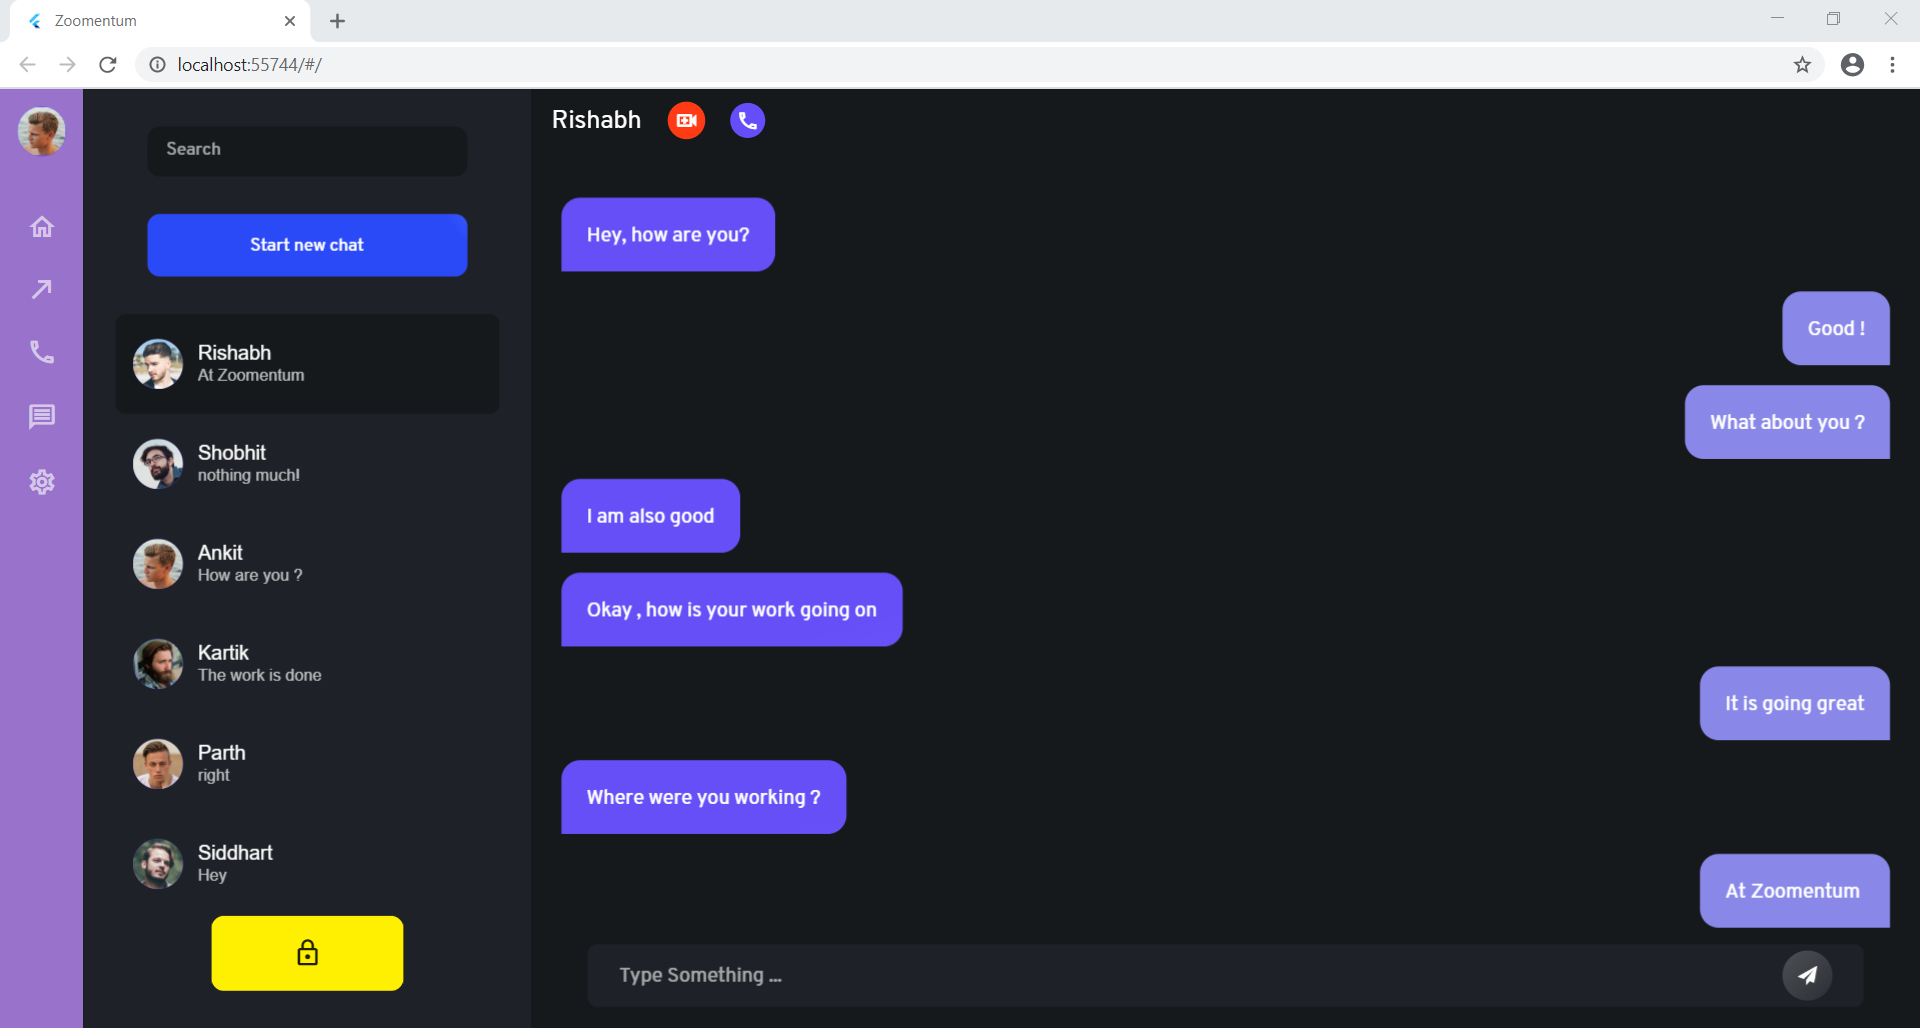 Zoomentum
localhost:55744/#/
Search
Start new chat
Rishabh
At Zoomentum
Shobhit
nothing much!
Ankit
How are you ?
Kartik
The work is done
Parth
right
Siddhart
Hey
Rishabh
Hey, how are you?
Good !
What about you ?
I am also good
Okay , how is your work going on
It is going great
Where were you working ?
At Zoomentum
Type Something ...